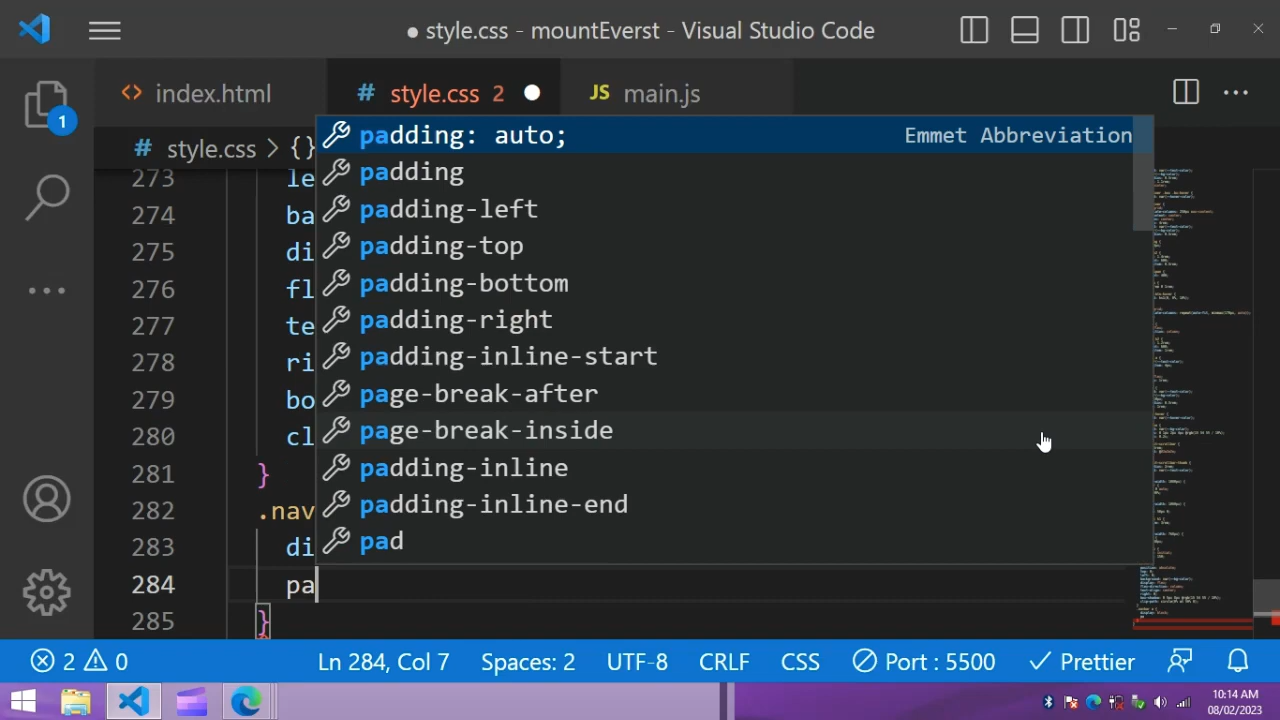 ● style.css - mountEverst - Visual Studio Code
index.html
# style.css 2
JS main.js
1
# style.css > {}
padding: auto; Emmet Abbreviation
padding
padding-left
padding-top
padding-bottom
padding-right
padding-inline-start
page-break-after
page-break-inside
padding-inline
padding-inline-end
pad
273 le
274 ba
275 di
276 fl
277 te
278 ri
279 bo
280 cl
281 }
282 .nav
283 di
284 pa
285 }
2 0 Ln 284, Col 7 Spaces: 2 UTF-8 CRLF CSS Port : 5500 Prettier
10:14 AM
08/02/2023